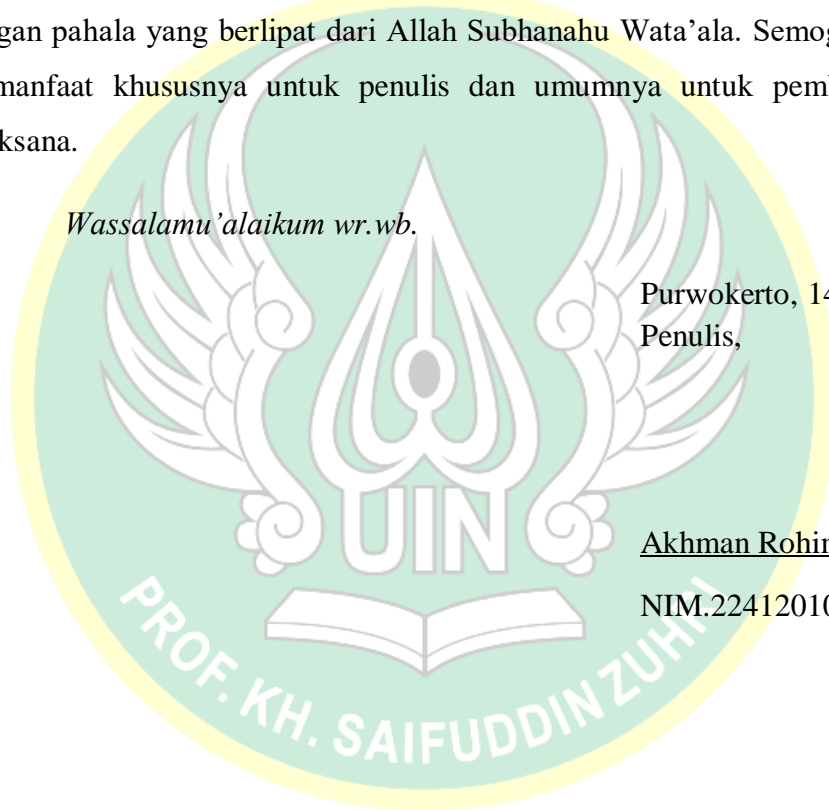 gan pahala yang berlipat dari Allah Subhanahu Wata’ala. Semog
manfaat khususnya untuk penulis dan umumnya untuk pem
ksana.
Wassalamu’alaikum wr.wb.
Purwokerto, 14
Penulis,
Akhman Rohim
NIM.22412010
UIN
PROF. KH. SAIFUDDIN ZUHRI